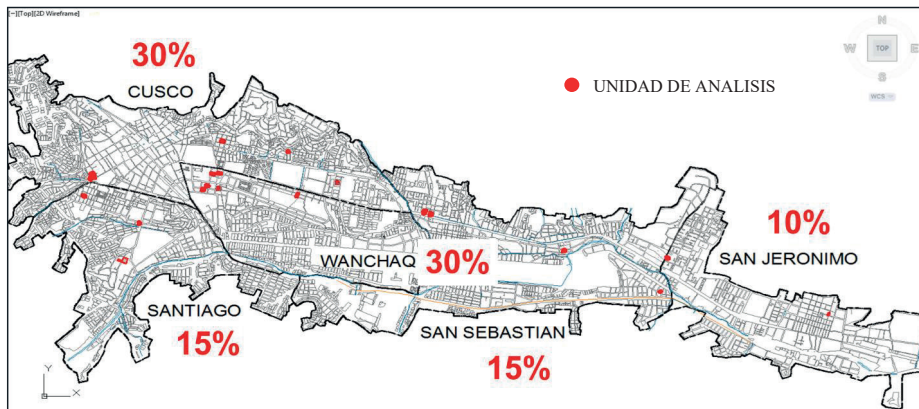 [−][Top][2D Wireframe]
N
W
TOP
E
S
WCS
30%
CUSCO
UNIDAD DE ANALISIS
10%
SAN JERONIMO
WANCHAQ 30%
SANTIAGO
15%
SAN SEBASTIAN
15%
Y
X